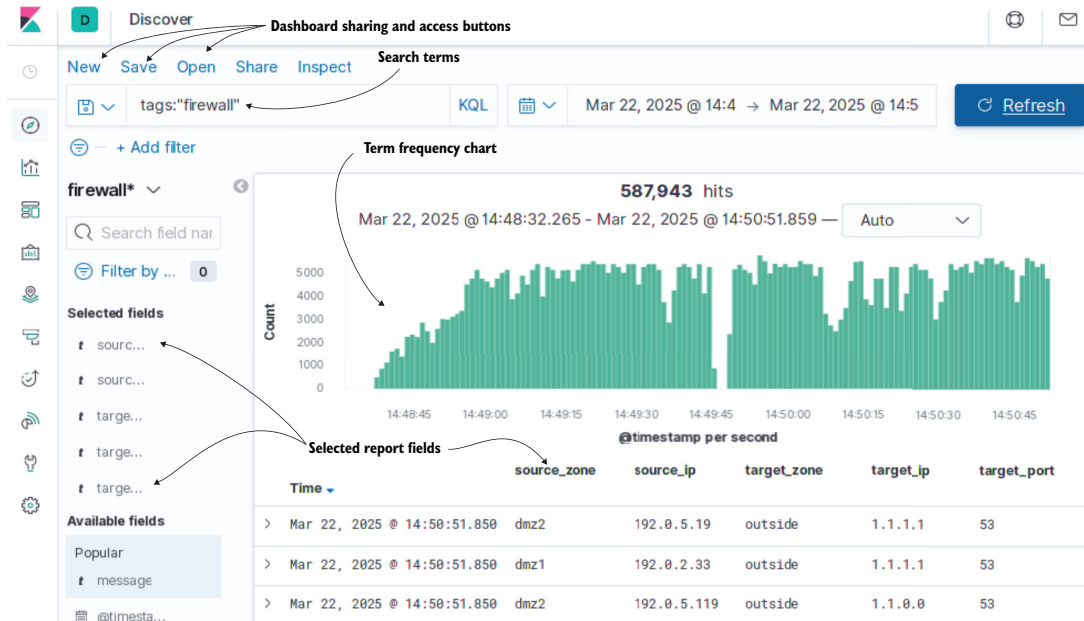 D
Discover
Dashboard sharing and access buttons
New Save Open Share Inspect
Search terms
tags:"firewall"
KQL
Mar 22, 2025 @ 14:4 → Mar 22, 2025 @ 14:5
Refresh
+ Add filter
Term frequency chart
firewall*
587,943 hits
Mar 22, 2025 @ 14:48:32.265 - Mar 22, 2025 @ 14:50:51.859 —
Auto
Search field nar
Filter by ... 0
Selected fields
t sourc...
t sourc...
t targe...
t targe...
t targe...
Count
5000
4000
3000
2000
1000
0
14:48:45 14:49:00 14:49:15 14:49:30 14:49:45 14:50:00 14:50:15 14:50:30 14:50:45
@timestamp per second
Selected report fields
Time source_zone source_ip target_zone target_ip target_port
Available fields
Popular
t message
@timesta...
> Mar 22, 2025 @ 14:50:51.850 dmz2 192.0.5.19 outside 1.1.1.1 53
> Mar 22, 2025 @ 14:50:51.850 dmz1 192.0.2.33 outside 1.1.1.1 53
> Mar 22, 2025 @ 14:50:51.850 dmz2 192.0.5.119 outside 1.1.0.0 53